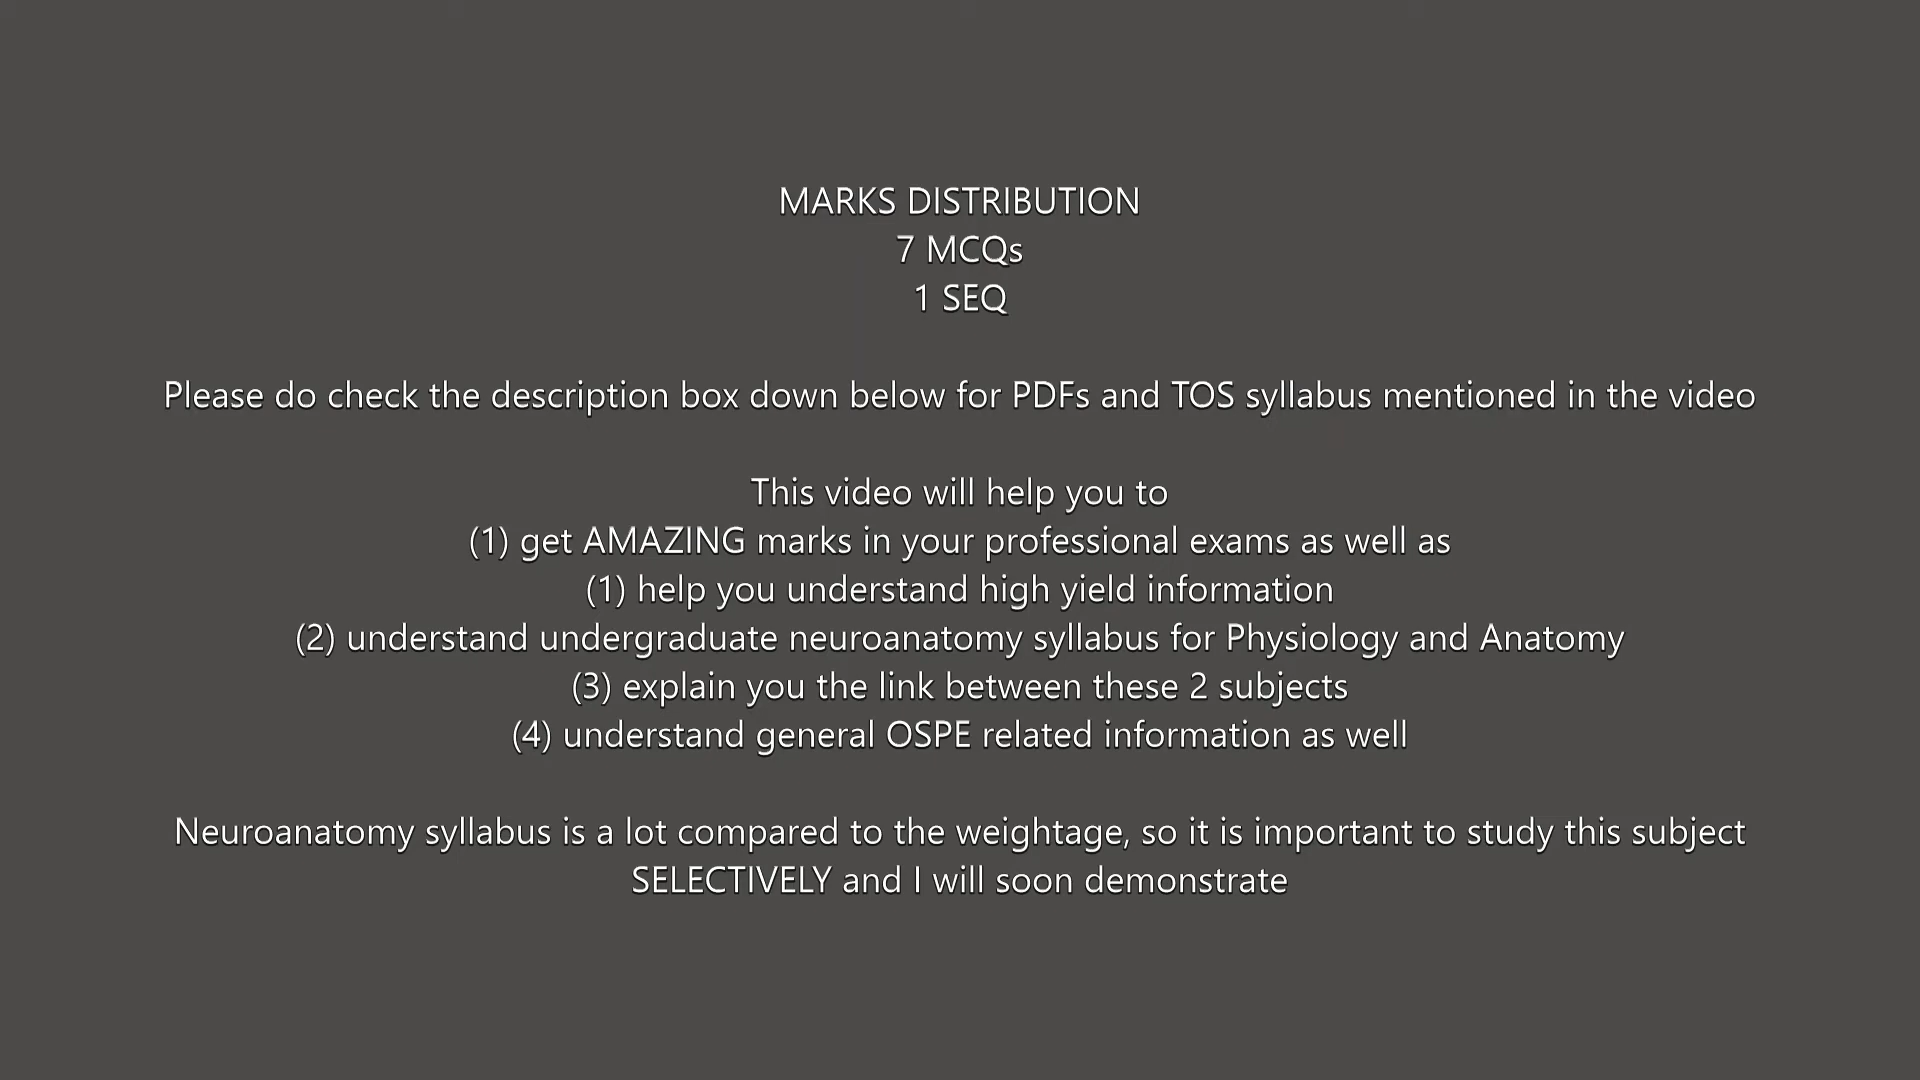 MARKS DISTRIBUTION
7 MCQs
1 SEQ
Please do check the description box down below for PDFs and TOS syllabus mentioned in the video
This video will help you to
(1) get AMAZING marks in your professional exams as well as
(1) help you understand high yield information
(2) understand undergraduate neuroanatomy syllabus for Physiology and Anatomy
(3) explain you the link between these 2 subjects
(4) understand general OSPE related information as well
Neuroanatomy syllabus is a lot compared to the weightage, so it is important to study this subject
SELECTIVELY and I will soon demonstrate